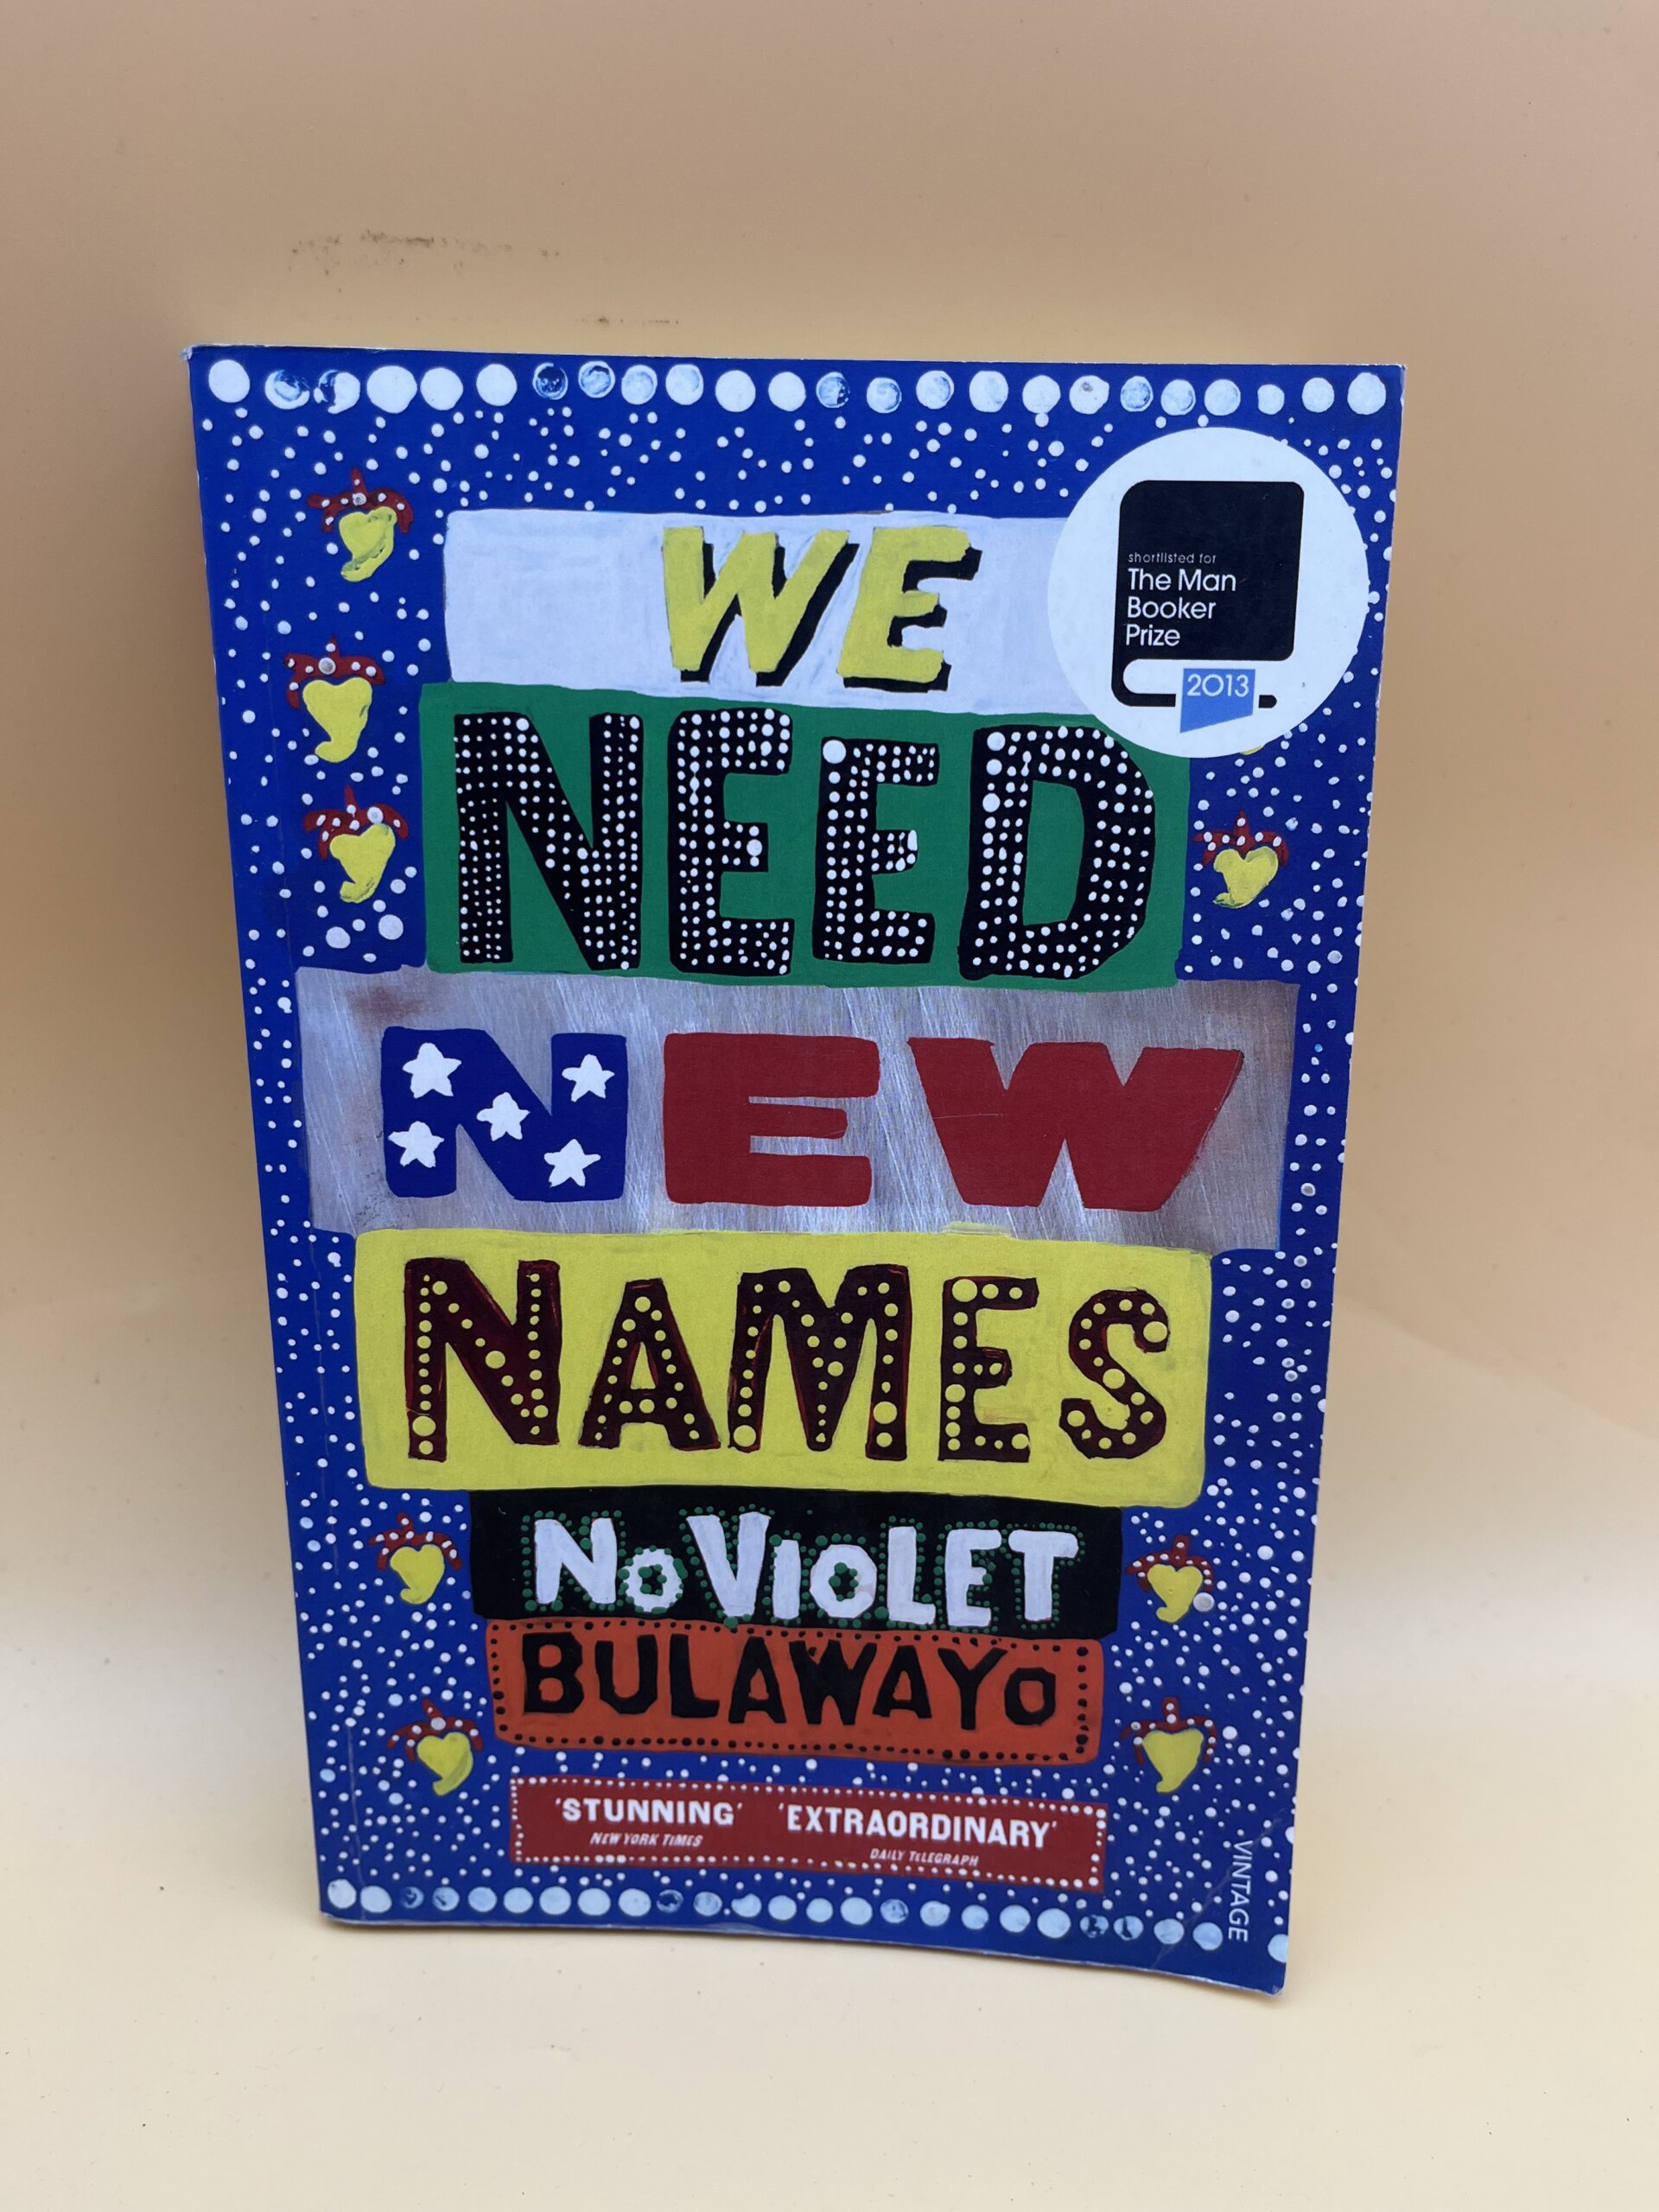 WE
NEED
NEW
NAMES
NOVIOLET
BULAWAYO
shortlisted for
The Man
Booker
Prize
2013
'STUNNING'
NEW YORK TIMES
'EXTRAORDINARY'
DAILY TELEGRAPH
VINTAGE